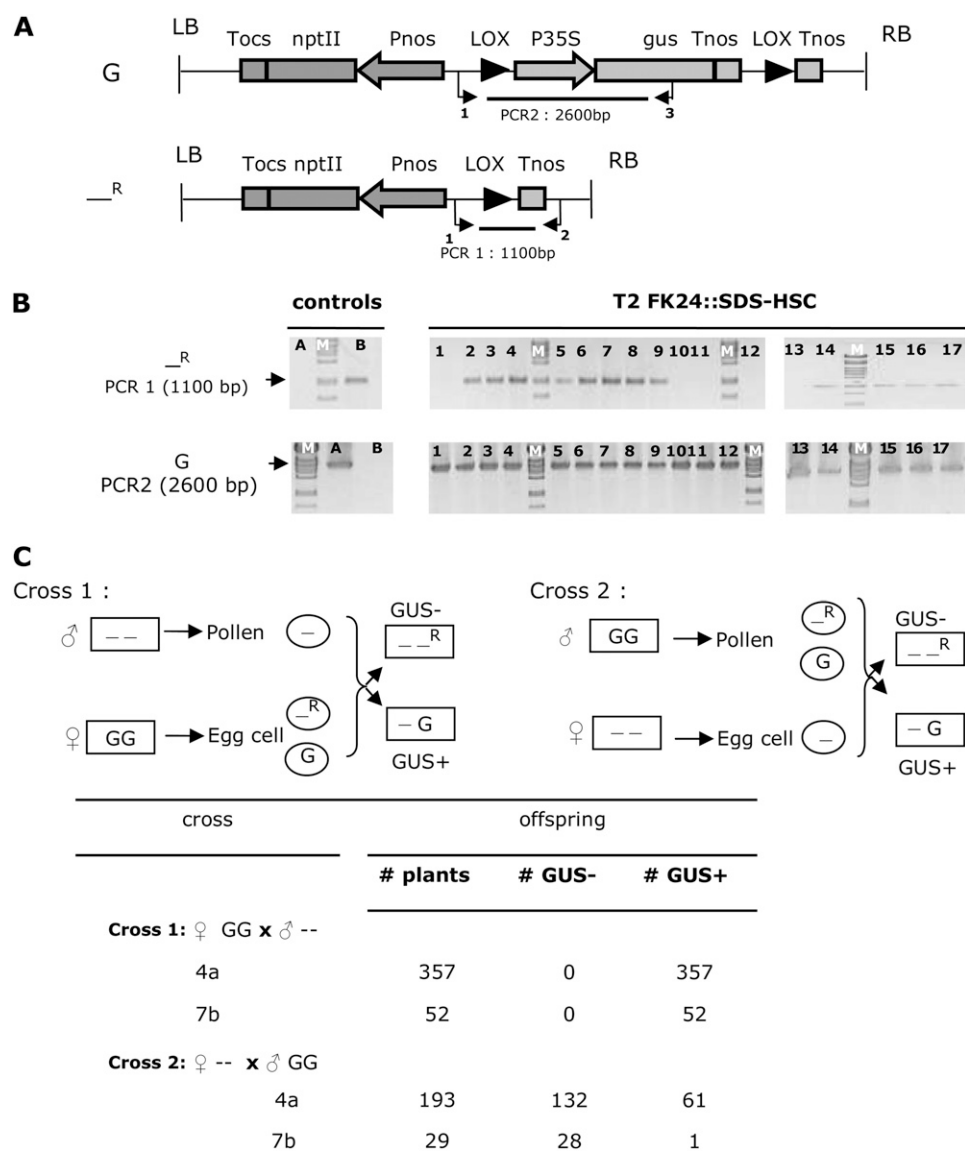 A
LB Tocs nptII Pnos LOX P35S gus Tnos LOX Tnos RB
G
1 3
PCR2 : 2600bp
LB Tocs nptII Pnos LOX Tnos RB
__R
1 2
PCR 1 : 1100bp
B
controls T2 FK24::SDS-HSC
A M B 1 2 3 4 M 5 6 7 8 9 10 11 M 12 13 14 M 15 16 17
_R
PCR 1 (1100 bp)
M A B 1 2 3 4 M 5 6 7 8 9 10 11 12 M 13 14 M 15 16 17
G
PCR2 (2600 bp)
C
Cross 1 :
♂ _ _ Pollen _
♀ GG Egg cell _R G
GUS-
_ _R
– G
GUS+
Cross 2 :
♂ GG Pollen _R G
♀ - - Egg cell _
GUS-
_ _R
– G
GUS+
cross offspring
# plants # GUS- # GUS+
Cross 1: ♀ GG x ♂ --
4a 357 0 357
7b 52 0 52
Cross 2: ♀ -- x ♂ GG
4a 193 132 61
7b 29 28 1